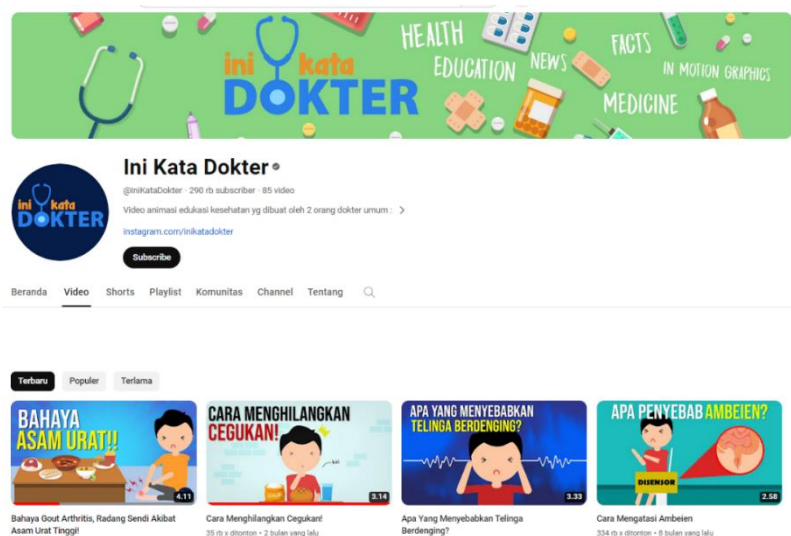 HEALTH
EDUCATION
NEWS
FACTS
IN MOTION GRAPHICS
MEDICINE
ini kata
DOKTER
ini kata
DOKTER
Ini Kata Dokter
@IniKataDokter · 290 rb subscriber · 85 video
Video animasi edukasi kesehatan yg dibuat oleh 2 orang dokter umum :
instagram.com/inikatadokter
Subscribe
Beranda Video Shorts Playlist Komunitas Channel Tentang
Terbaru Populer Terlama
BAHAYA
ASAM URAT!!
4.11
CARA MENGHILANGKAN
CEGUKAN!
3.14
APA YANG MENYEBABKAN
TELINGA BERDENGING?
3.33
APA PENYEBAB AMBEIEN?
DISENSOR
2.58
Bahaya Gout Arthritis, Radang Sendi Akibat
Asam Urat Tinggi!
Cara Menghilangkan Cegukan!
35 rb x ditonton • 2 bulan yang lalu
Apa Yang Menyebabkan Telinga
Berdenging?
Cara Mengatasi Ambeien
334 rb x ditonton • 8 bulan yang lalu